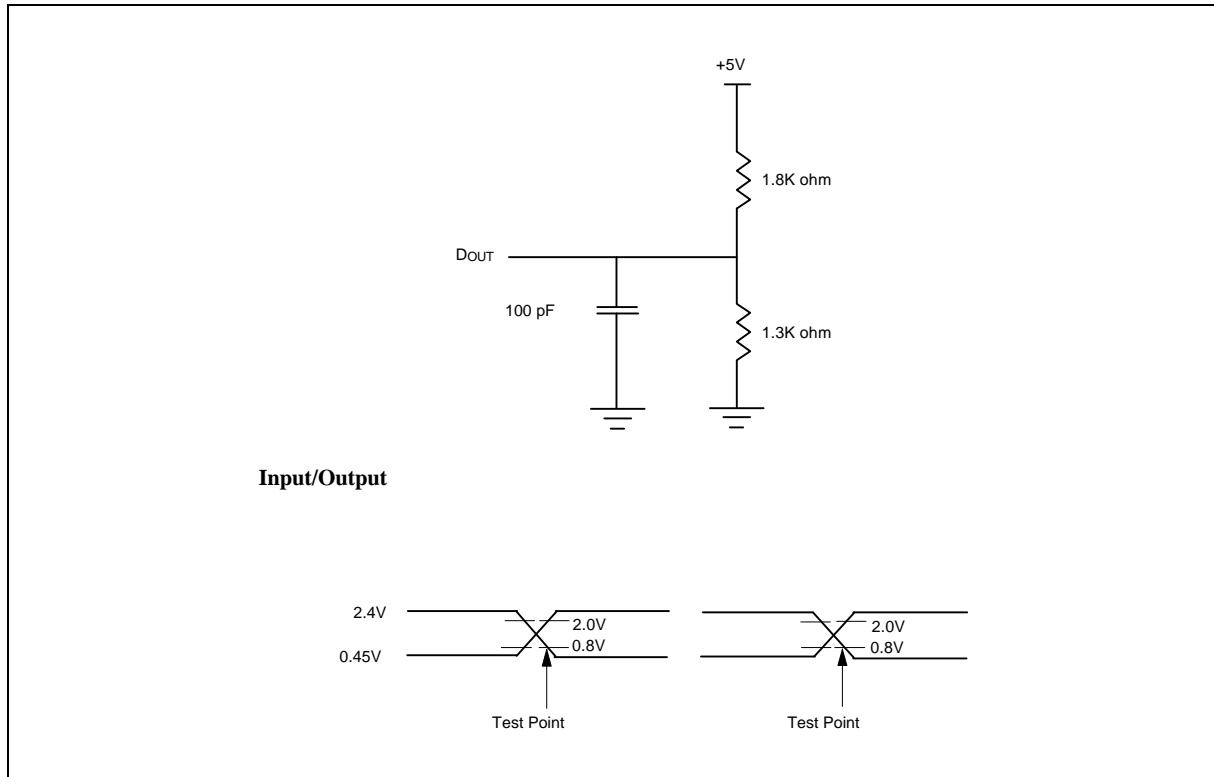 +5V
1.8K ohm
DOUT
100 pF
1.3K ohm
Input/Output
2.4V
2.0V
2.0V
0.8V
0.8V
0.45V
Test Point
Test Point